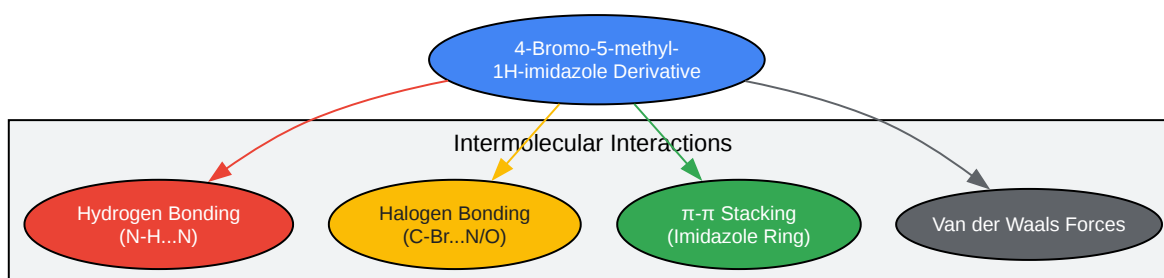 4-Bromo-5-methyl-
1H-imidazole Derivative
Intermolecular Interactions
Hydrogen Bonding
(N-H...N)
Halogen Bonding
(C-Br...N/O)
π-π Stacking
(Imidazole Ring)
Van der Waals Forces